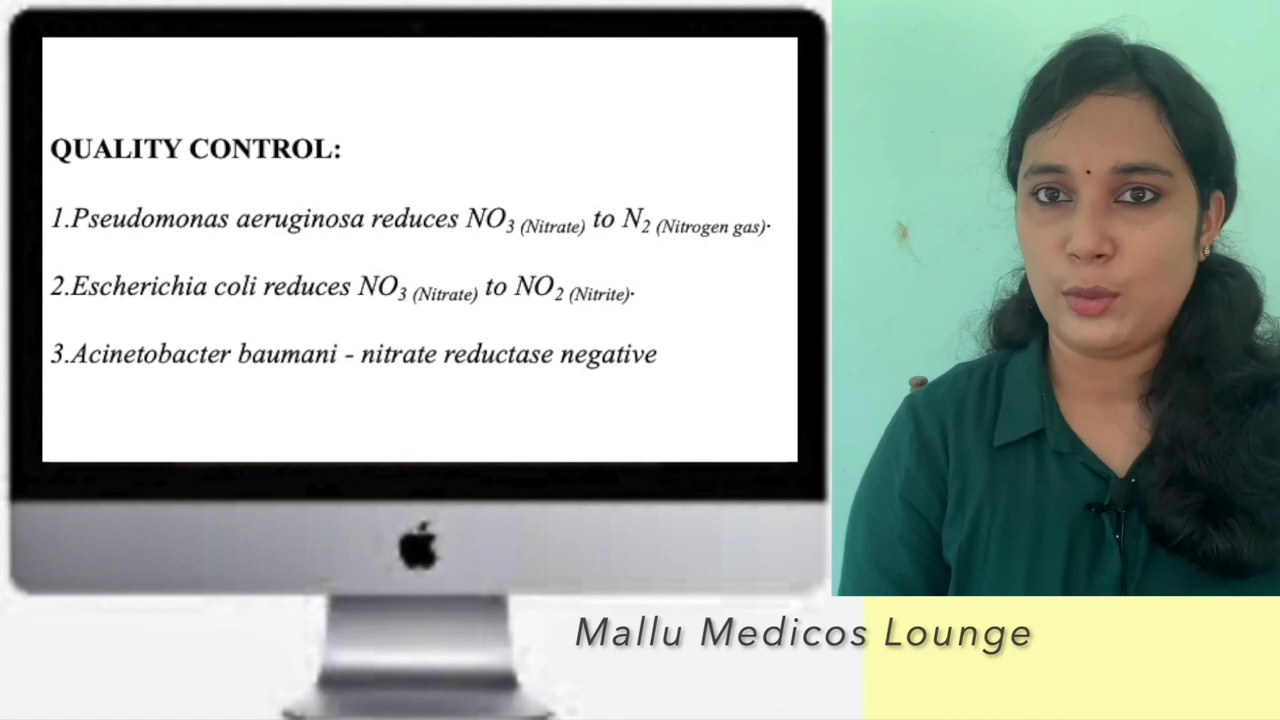 QUALITY CONTROL:
1.Pseudomonas aeruginosa reduces NO3 (Nitrate) to N2 (Nitrogen gas).
2.Escherichia coli reduces NO3 (Nitrate) to NO2 (Nitrite).
3.Acinetobacter baumani - nitrate reductase negative
Mallu Medicos Lounge